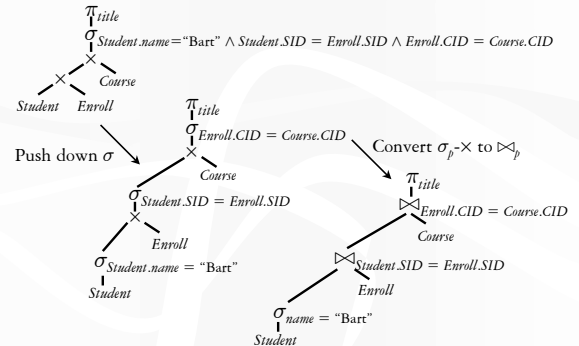 π title
σ Student.name="Bart" ∧ Student.SID = Enroll.SID ∧ Enroll.CID = Course.CID
×
× Course
Student Enroll
Push down σ
π title
σ Enroll.CID = Course.CID
×
Course
σ Student.SID = Enroll.SID
×
Enroll
σ Student.name = "Bart"
Student
Convert σp-× to ⋈p
π title
⋈ Enroll.CID = Course.CID
Course
⋈ Student.SID = Enroll.SID
Enroll
σ name = "Bart"
Student